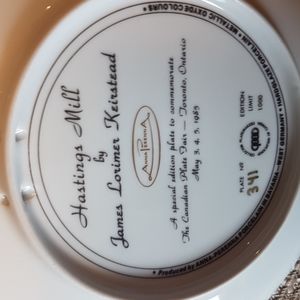 Hastings Mill
by
James Lorimer Keirstead
ANNA PERENNA
A special edition plate to commemorate
The Canadian Plate Fair — Toronto, Ontario
May 3, 4, 5, 1985
EDITION
LIMIT
1000
PLATE Nº
341
Produced by ANNA-PERENNA PORZELLAN IN BAVARIA • WEST GERMANY • HARDGLAZE PORCELAIN • METALLIC OXYDE COLOURS